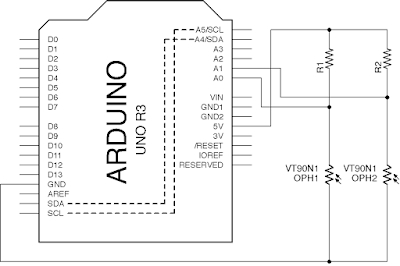 D0
D1
D2
D3
D4
D5
D6
D7
D8
D9
D10
D11
D12
D13
GND
AREF
SDA
SCL
ARDUINO
UNO R3
A5/SCL
A4/SDA
A3
A2
A1
A0
VIN
GND1
GND2
5V
3V
/RESET
IOREF
RESERVED
R1
R2
VT90N1
OPH1
VT90N1
OPH2